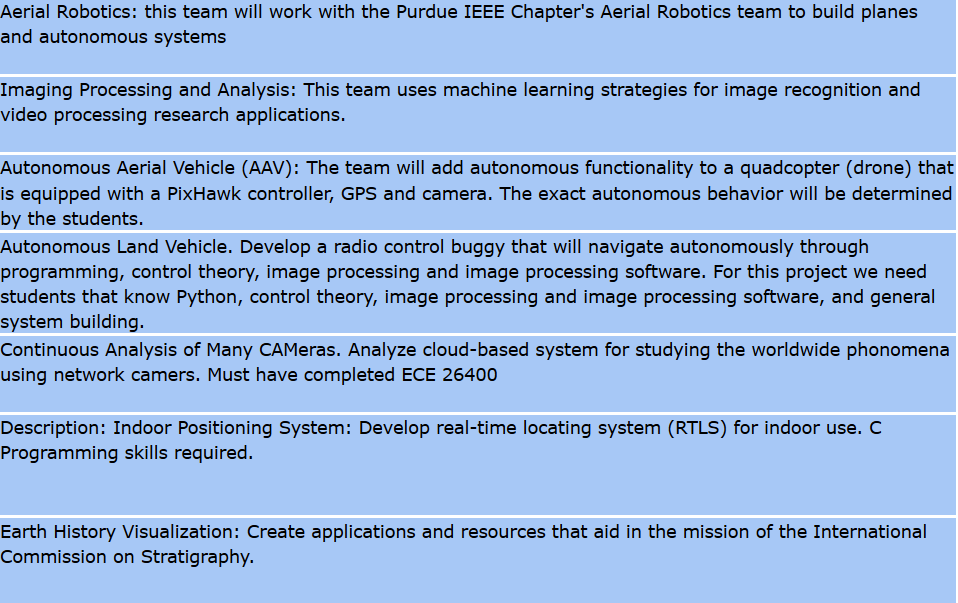 Aerial Robotics: this team will work with the Purdue IEEE Chapter's Aerial Robotics team to build planes
and autonomous systems
Imaging Processing and Analysis: This team uses machine learning strategies for image recognition and
video processing research applications.
Autonomous Aerial Vehicle (AAV): The team will add autonomous functionality to a quadcopter (drone) that
is equipped with a PixHawk controller, GPS and camera. The exact autonomous behavior will be determined
by the students.
Autonomous Land Vehicle. Develop a radio control buggy that will navigate autonomously through
programming, control theory, image processing and image processing software. For this project we need
students that know Python, control theory, image processing and image processing software, and general
system building.
Continuous Analysis of Many CAMeras. Analyze cloud-based system for studying the worldwide phonomena
using network camers. Must have completed ECE 26400
Description: Indoor Positioning System: Develop real-time locating system (RTLS) for indoor use. C
Programming skills required.
Earth History Visualization: Create applications and resources that aid in the mission of the International
Commission on Stratigraphy.